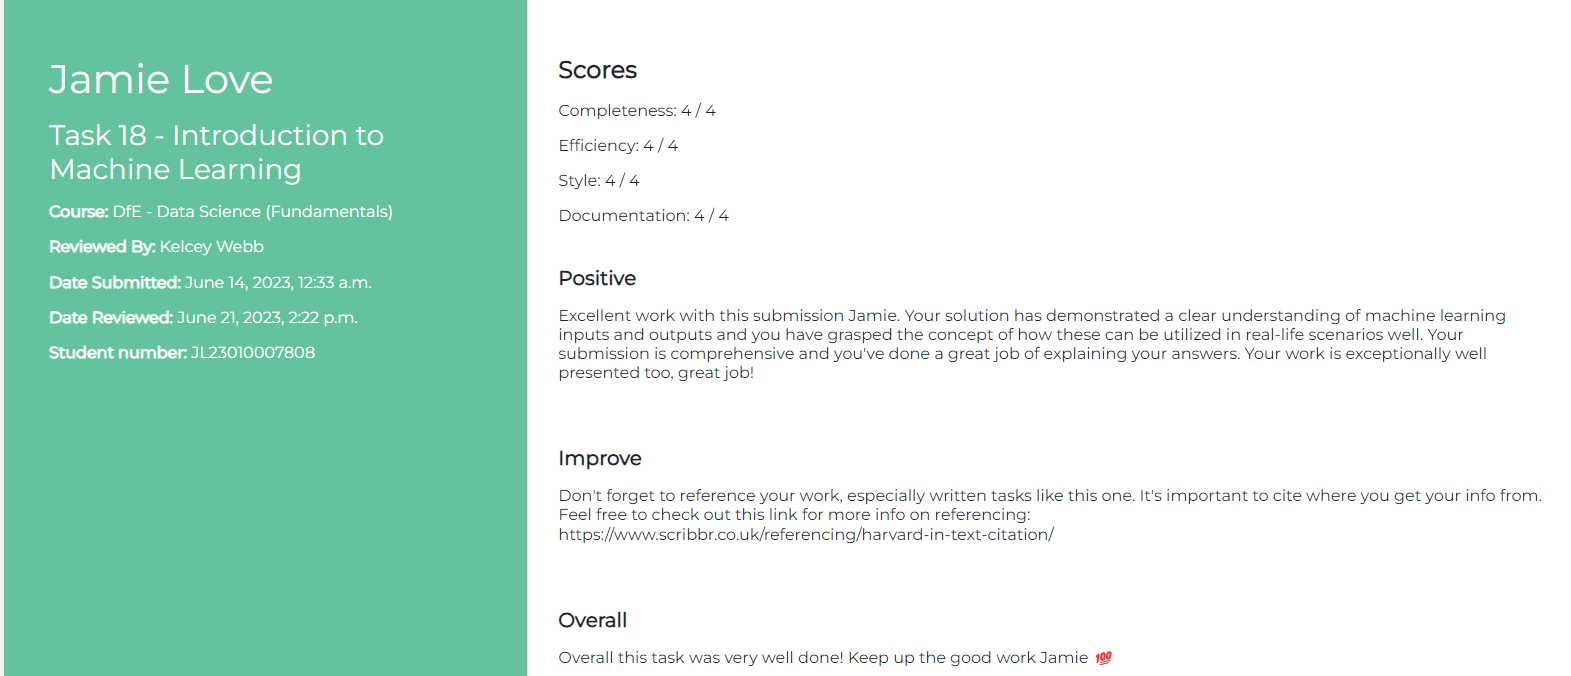 Jamie Love
Task 18 - Introduction to
Machine Learning
Course: DfE - Data Science (Fundamentals)
Reviewed By: Kelcey Webb
Date Submitted: June 14, 2023, 12:33 a.m.
Date Reviewed: June 21, 2023, 2:22 p.m.
Student number: JL23010007808
Scores
Completeness: 4 / 4
Efficiency: 4 / 4
Style: 4 / 4
Documentation: 4 / 4
Positive
Excellent work with this submission Jamie. Your solution has demonstrated a clear understanding of machine learning
inputs and outputs and you have grasped the concept of how these can be utilized in real-life scenarios well. Your
submission is comprehensive and you've done a great job of explaining your answers. Your work is exceptionally well
presented too, great job!
Improve
Don't forget to reference your work, especially written tasks like this one. It's important to cite where you get your info from.
Feel free to check out this link for more info on referencing:
https://www.scribbr.co.uk/referencing/harvard-in-text-citation/
Overall
Overall this task was very well done! Keep up the good work Jamie 💯